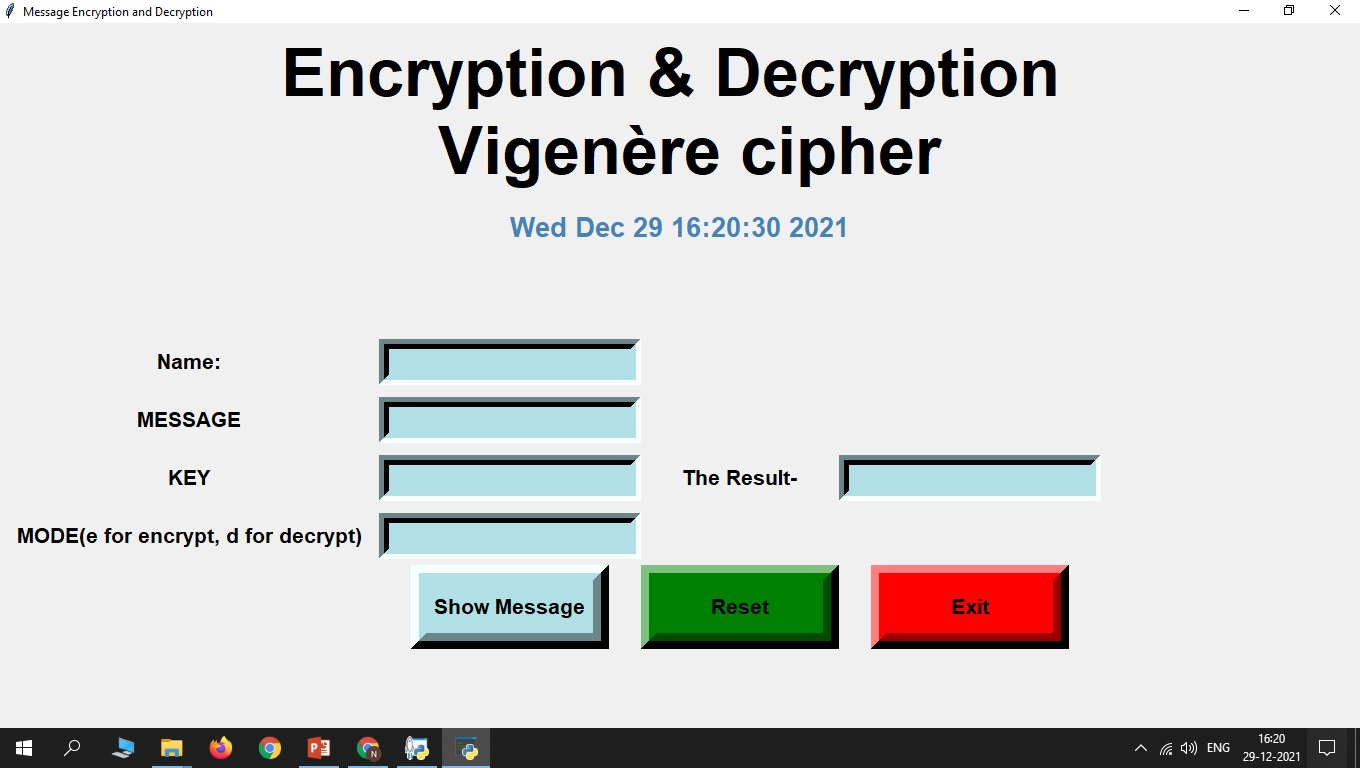 Message Encryption and Decryption
Encryption & Decryption
Vigenère cipher
Wed Dec 29 16:20:30 2021
Name:
MESSAGE
KEY
The Result-
MODE(e for encrypt, d for decrypt)
Show Message
Reset
Exit
ENG
16:20
29-12-2021